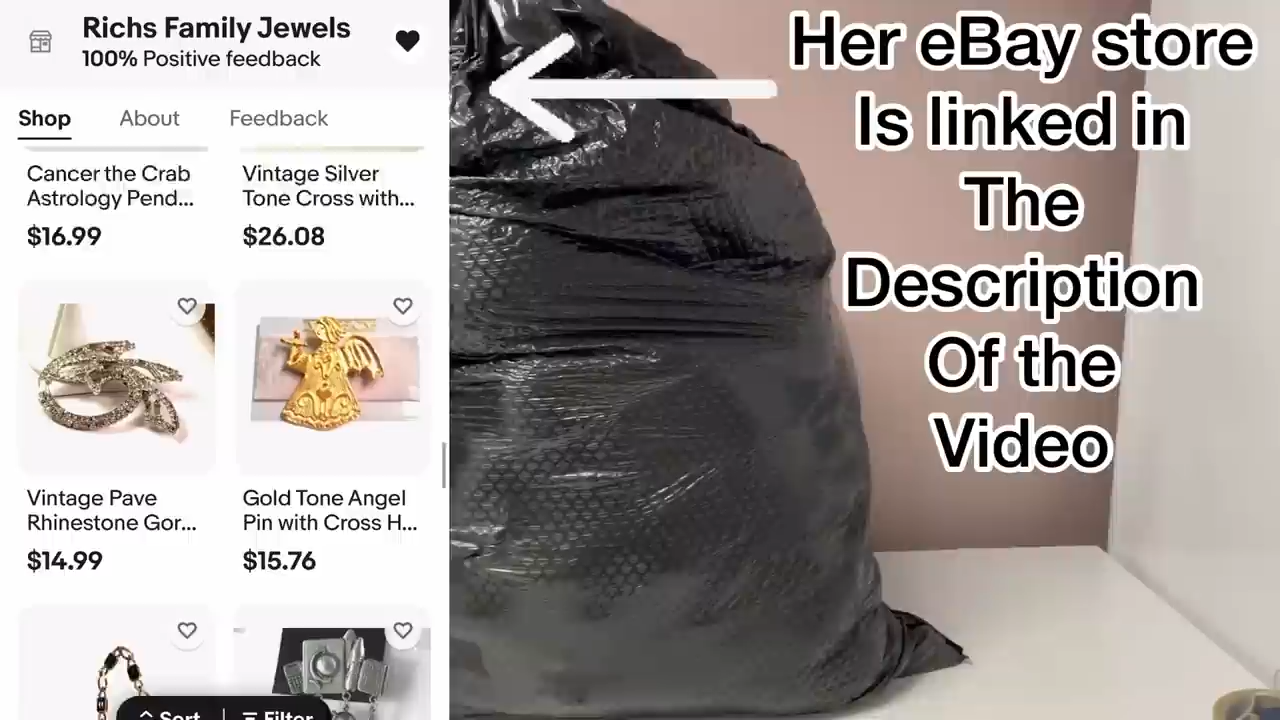 Richs Family Jewels
100% Positive feedback
Shop
About
Feedback
Cancer the Crab
Astrology Pend...
$16.99
Vintage Silver
Tone Cross with...
$26.08
Vintage Pave
Rhinestone Gor...
$14.99
Gold Tone Angel
Pin with Cross H...
$15.76
Sort
Filter
Her eBay store
Is linked in
The
Description
Of the
Video